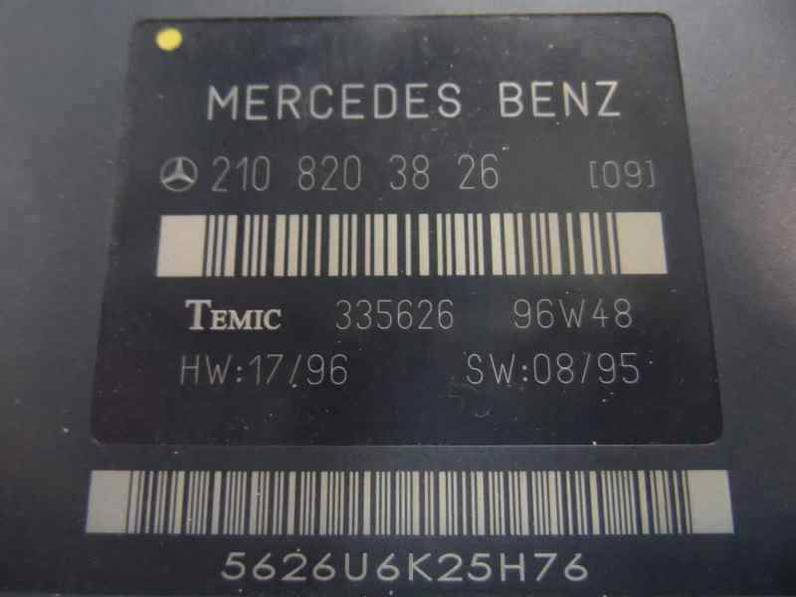 MERCEDES BENZ
210 820 38 26 [09]
TEMIC 335626 96W48
HW:17/96 SW:08/95
5626U6K25H76